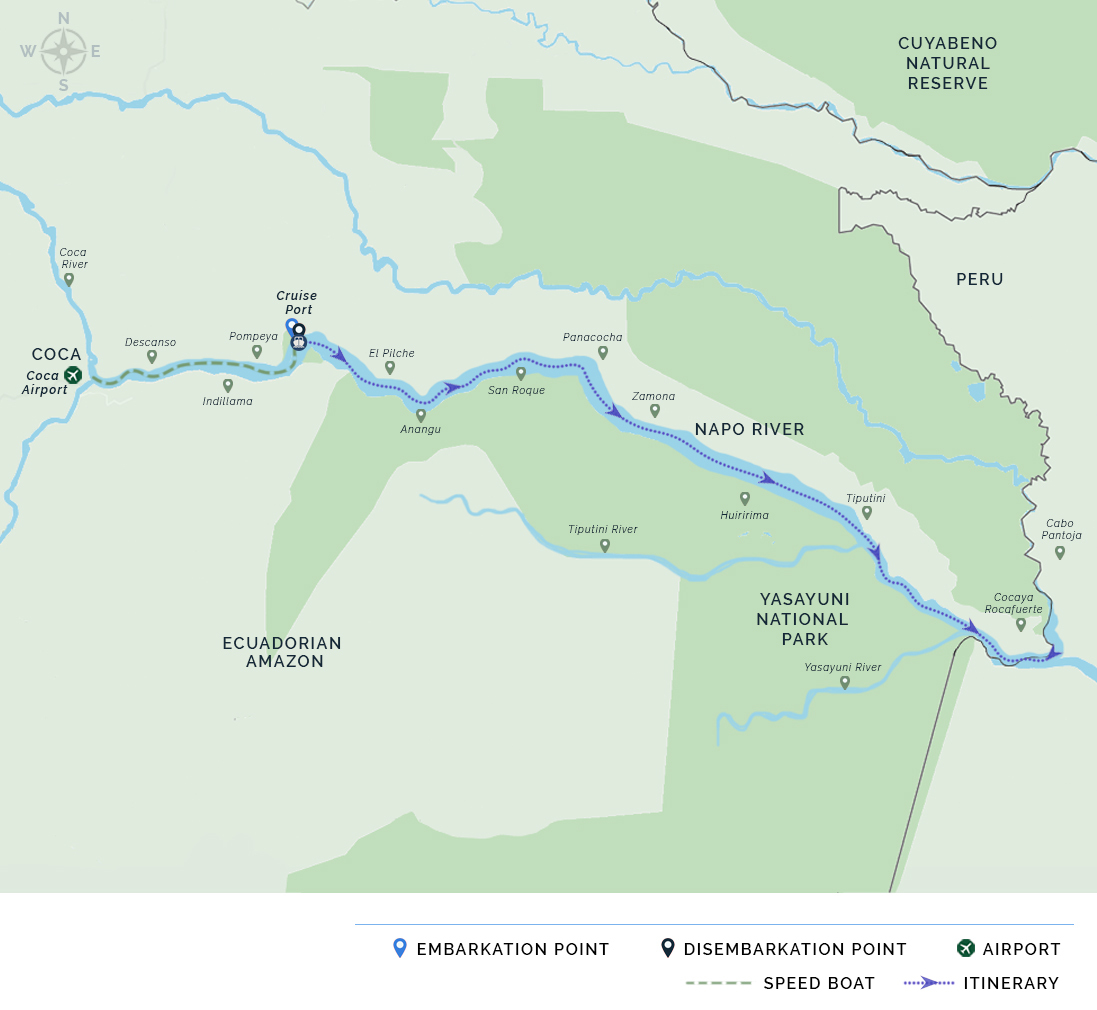 N
W E
S
CUYABENO
NATURAL
RESERVE
Coca
River
PERU
Cruise
Port
Descanso
Pompeya
Panacocha
COCA
El Pilche
Coca
Airport
Indillama
San Roque
Zamona
Anangu
NAPO RIVER
Huiririma
Tiputini
Tiputini River
Cabo
Pantoja
YASAYUNI
NATIONAL
PARK
Cocaya
Rocafuerte
ECUADORIAN
AMAZON
Yasayuni River
EMBARKATION POINT
DISEMBARKATION POINT
AIRPORT
SPEED BOAT
ITINERARY